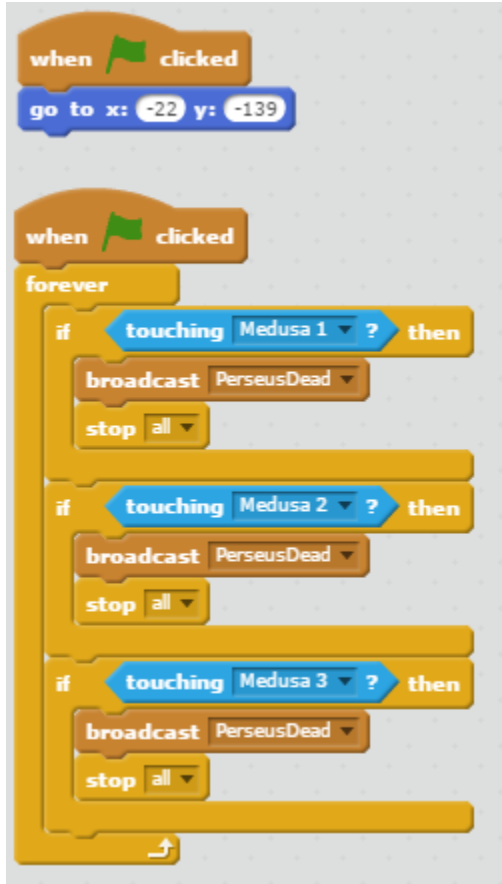 when clicked
go to x: -22 y: -139
when clicked
forever
if touching Medusa 1 ? then
broadcast PerseusDead
stop all
if touching Medusa 2 ? then
broadcast PerseusDead
stop all
if touching Medusa 3 ? then
broadcast PerseusDead
stop all